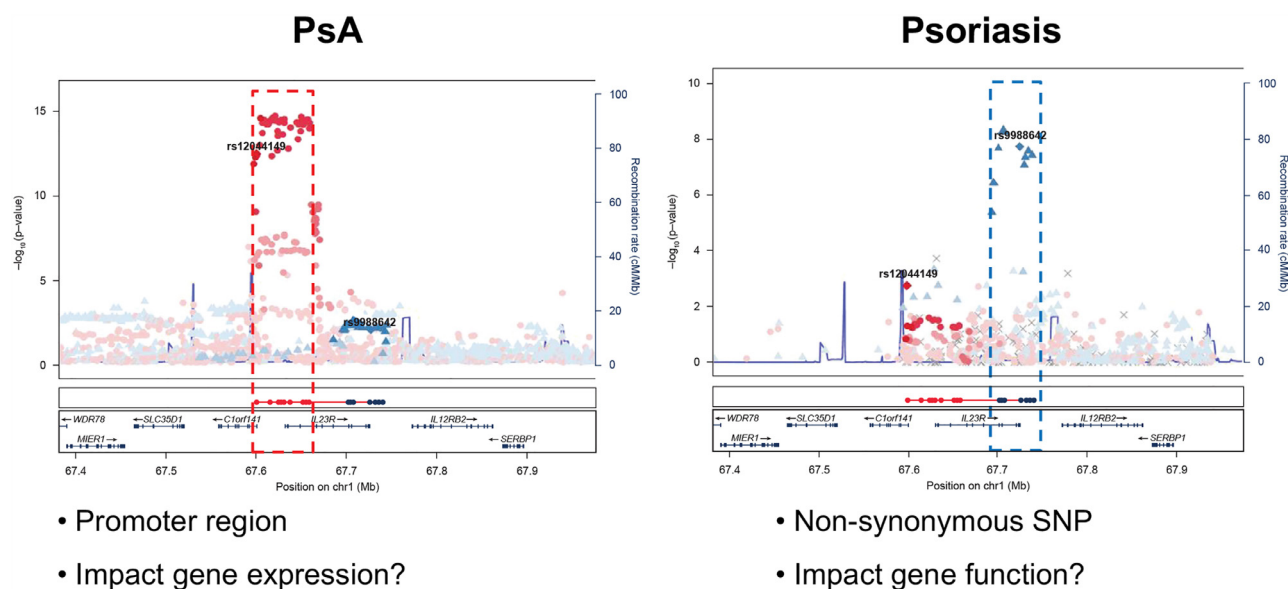 PsA
Psoriasis
15
10
5
0
–log10 (p–value)
100
80
60
40
20
0
Recombination rate (cM/Mb)
rs12044149
rs9988642
←WDR78
←SLC35D1
←C1orf141
IL23R→
IL12RB2→
MIER1→
←SERBP1
67.4
67.5
67.6
67.7
67.8
67.9
Position on chr1 (Mb)
10
8
6
4
2
0
–log10 (p–value)
100
80
60
40
20
0
Recombination rate (cM/Mb)
rs9988642
rs12044149
←WDR78
←SLC35D1
←C1orf141
IL23R→
IL12RB2→
MIER1→
←SERBP1
67.4
67.5
67.6
67.7
67.8
67.9
Position on chr1 (Mb)
• Promoter region
• Impact gene expression?
• Non-synonymous SNP
• Impact gene function?